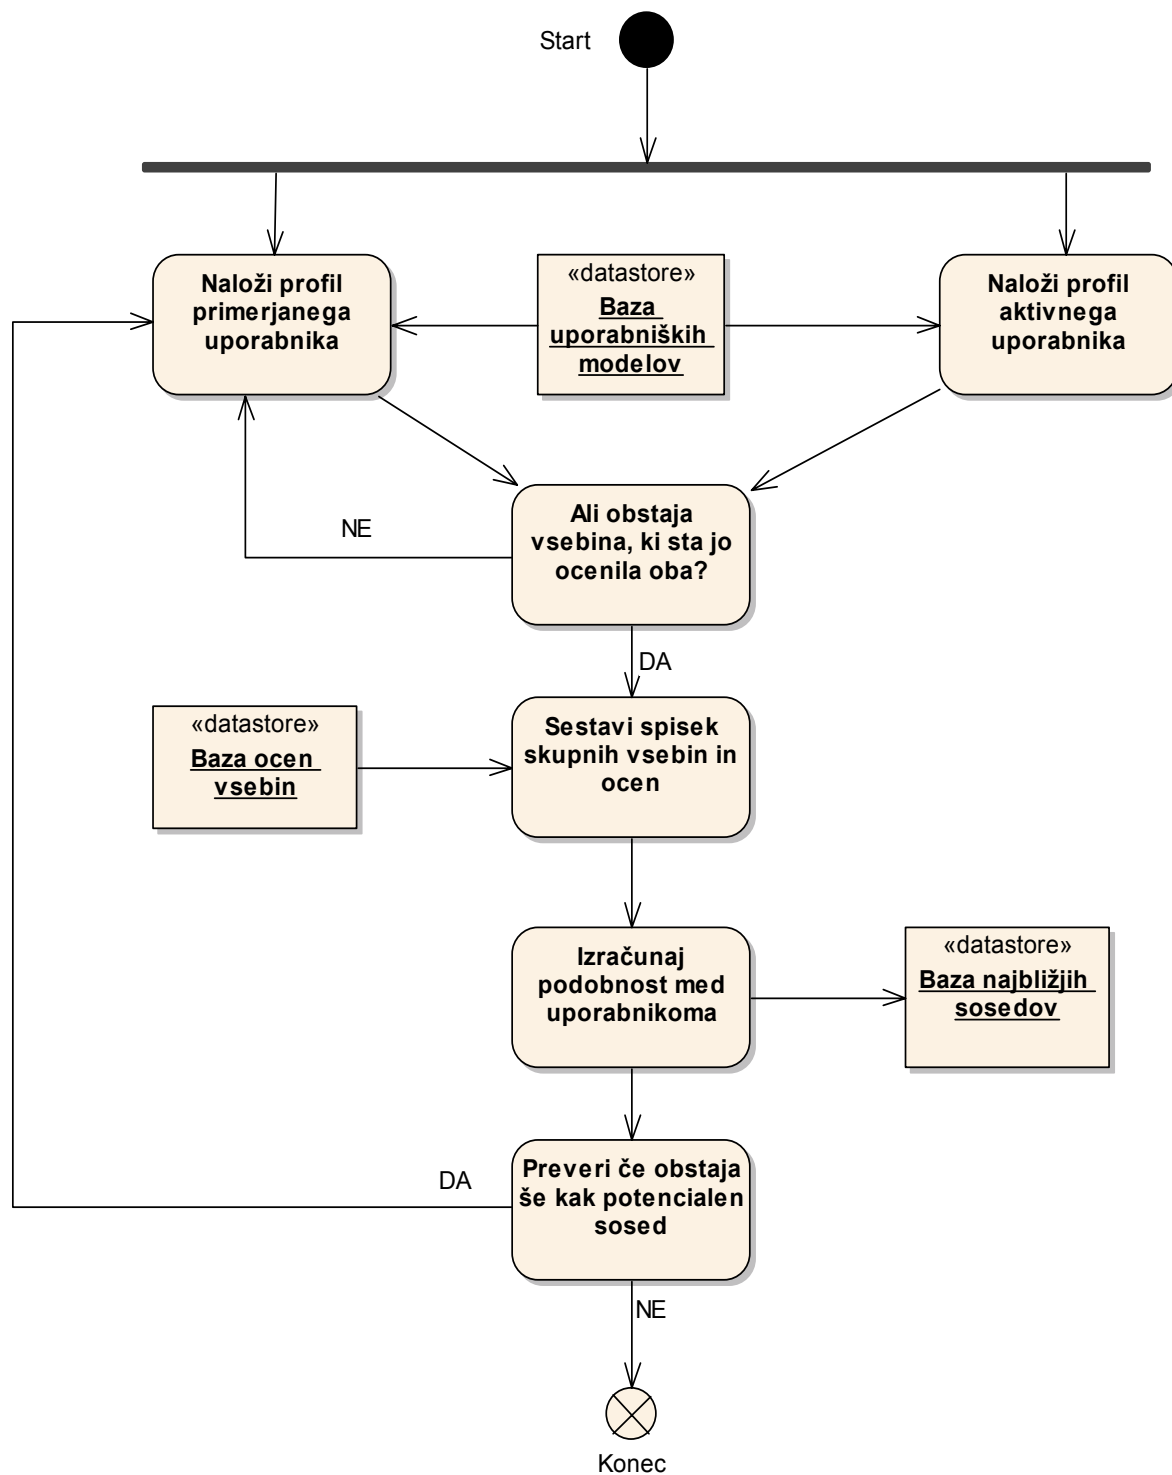 Start
Naloži profil
primerjanega
uporabnika
«datastore»
Baza
uporabniških
modelov
Naloži profil
aktivnega
uporabnika
Ali obstaja
vsebina, ki sta jo
ocenila oba?
NE
DA
Sestavi spisek
skupnih vsebin in
ocen
«datastore»
Baza ocen
vsebin
Izračunaj
podobnost med
uporabnikoma
«datastore»
Baza najbližjih
sosedov
Preveri če obstaja
še kak potencialen
sosed
DA
NE
Konec